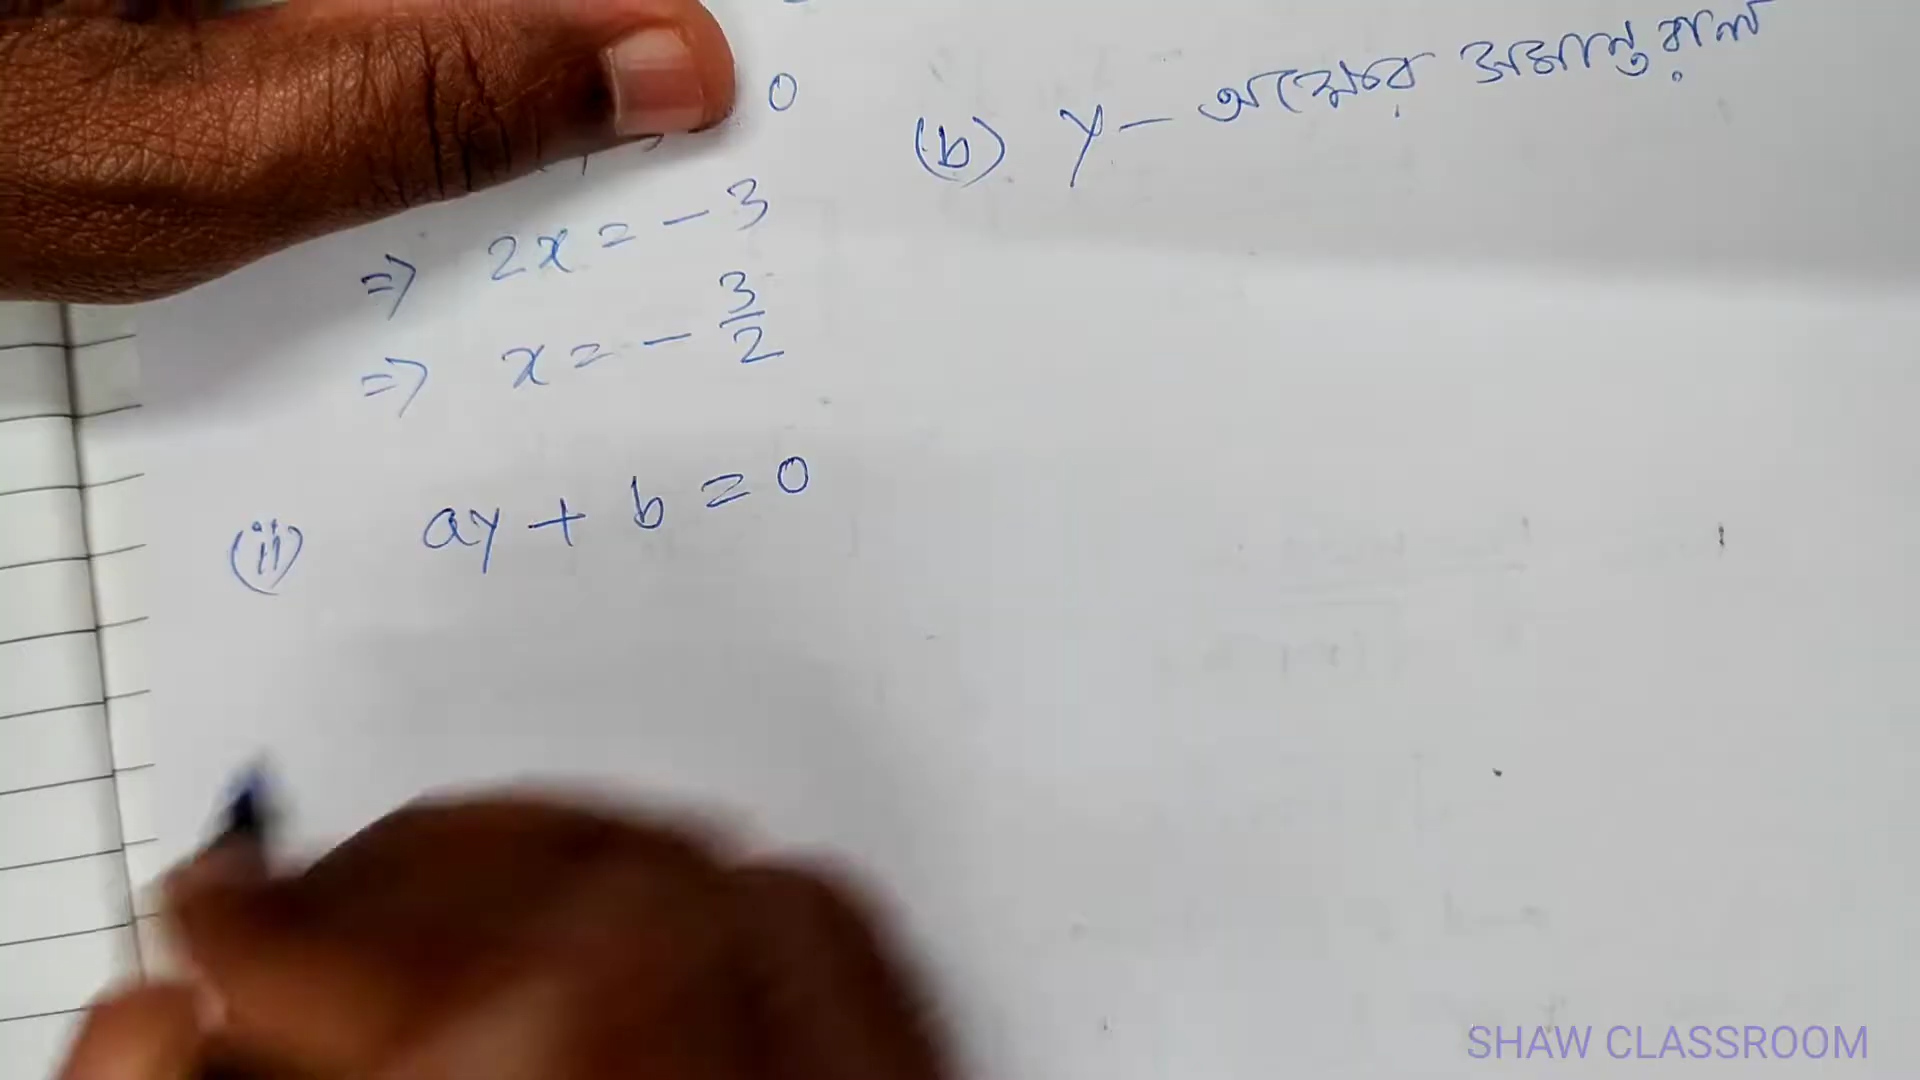 0
(b) y – অক্ষের সমান্তরাল
=> 2x = - 3
=> x = - 3/2
(ii) ay + b = 0
SHAW CLASSROOM